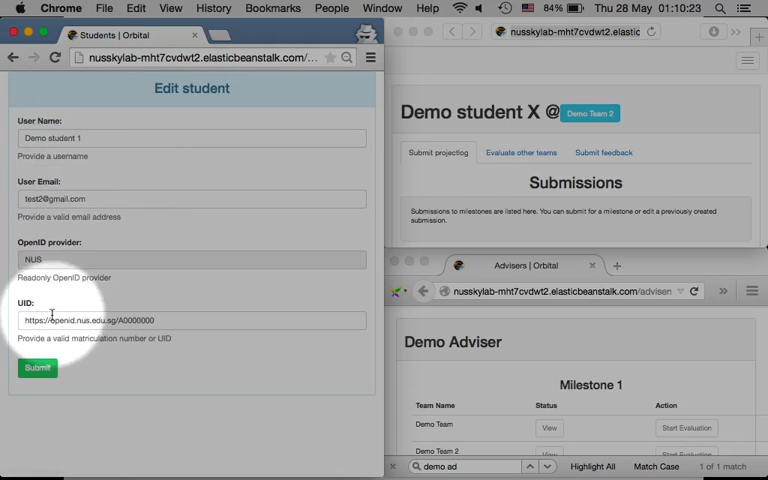 Chrome File Edit View History Bookmarks People Window Help 84% Thu 28 May 01:10:23
Students | Orbital
nusskylab-mht7cvdwt2.elasticbeanstalk.com/...
Edit student
User Name:
Demo student 1
Provide a username
User Email:
test2@gmail.com
Provide a valid email address
OpenID provider:
NUS
Readonly OpenID provider
UID:
https://openid.nus.edu.sg/A0000000
Provide a valid matriculation number or UID
Submit
nusskylab-mht7cvdwt2.elastic
Demo student X @ Demo Team 2
Submit projectlog Evaluate other teams Submit feedback
Submissions
Submissions to milestones are listed here. You can submit for a milestone or edit a previously created
submission.
Advisers | Orbital
nusskylab-mht7cvdwt2.elasticbeanstalk.com/adviser
Demo Adviser
Milestone 1
Team Name Status Action
Demo Team View Start Evaluation
Demo Team 2 View Start Evaluation
demo ad Highlight All Match Case 1 of 1 match